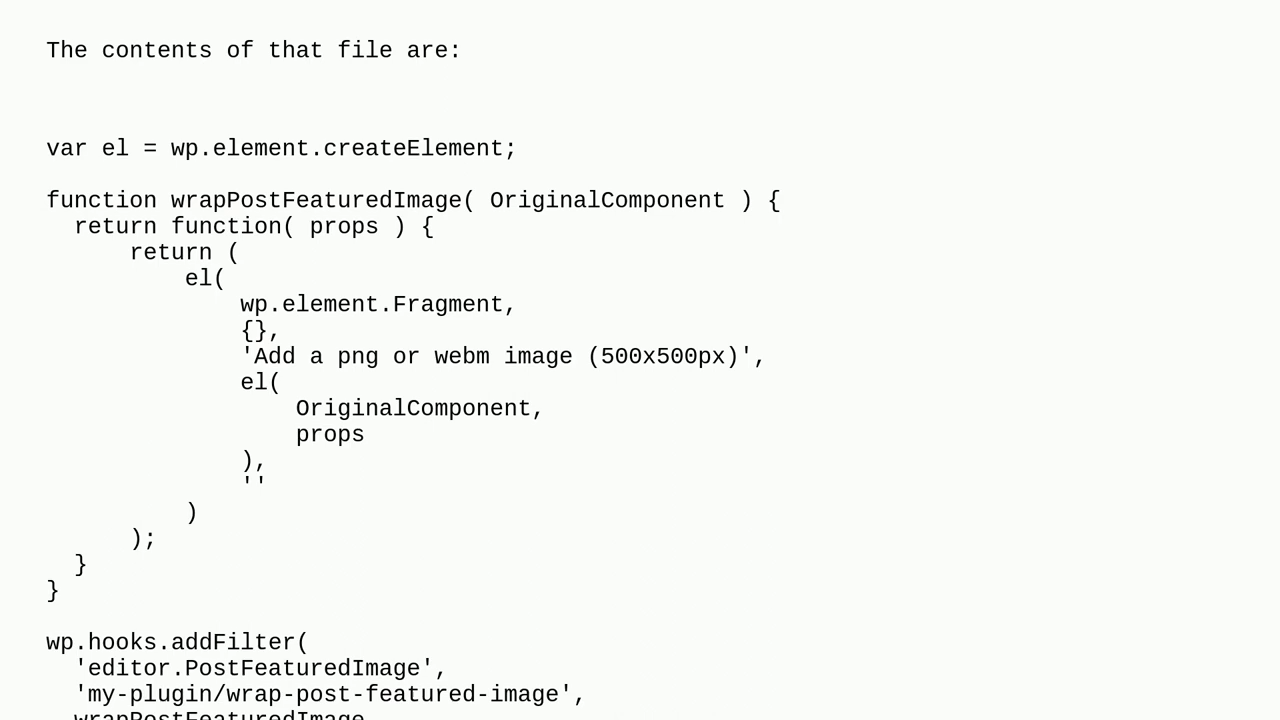 The contents of that file are:
var el = wp.element.createElement;
function wrapPostFeaturedImage( OriginalComponent ) {
  return function( props ) {
      return (
          el(
              wp.element.Fragment,
              {},
              'Add a png or webm image (500x500px)',
              el(
                  OriginalComponent,
                  props
              ),
              ''
          )
      );
  }
}
wp.hooks.addFilter(
  'editor.PostFeaturedImage',
  'my-plugin/wrap-post-featured-image',
  wrapPostFeaturedImage